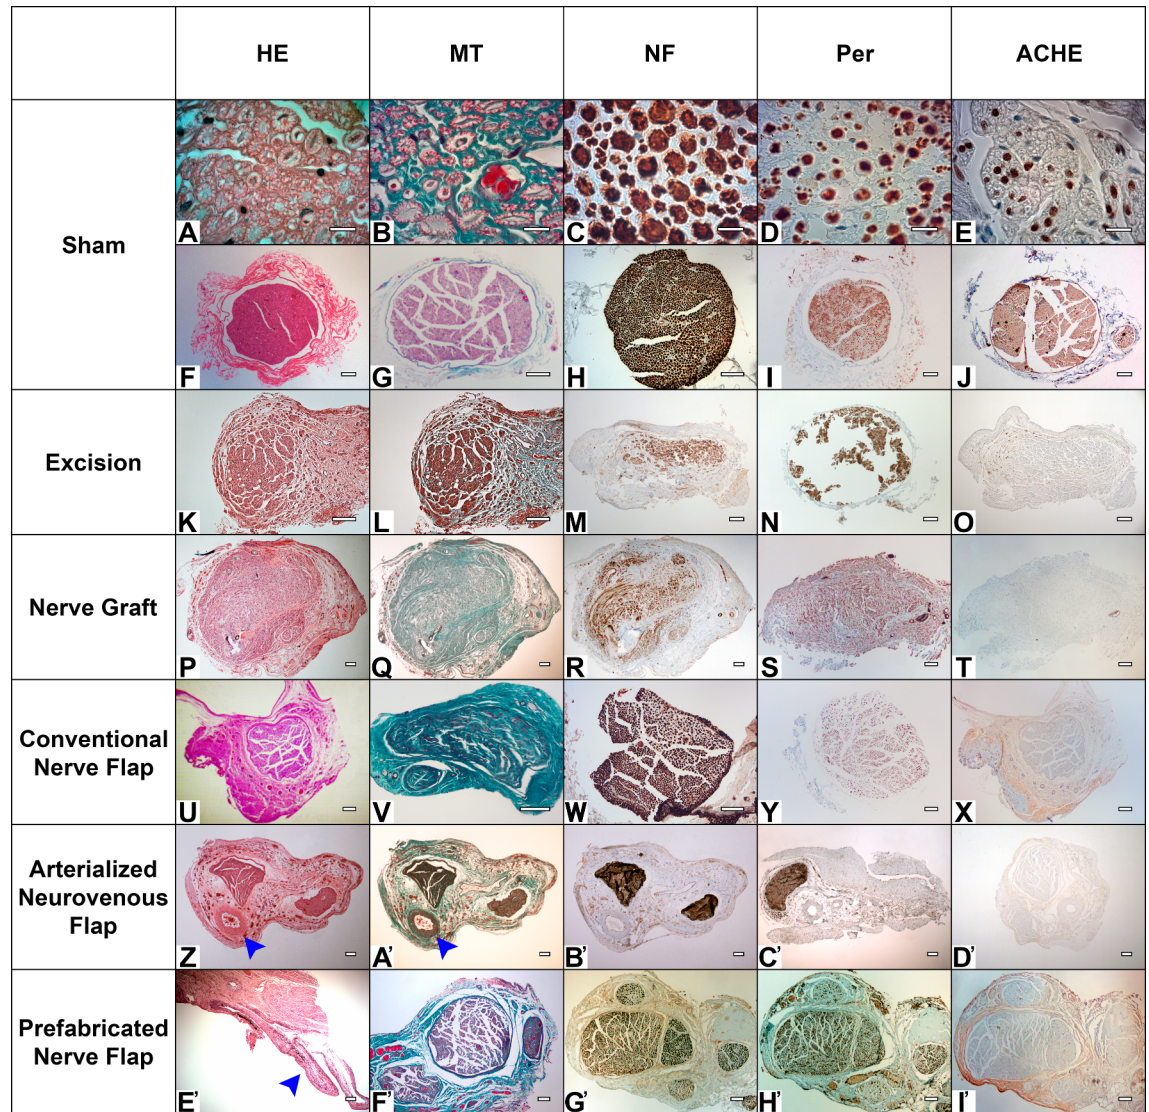 HE MT NF Per ACHE
Sham
A B C D E
F G H I J
Excision
K L M N O
Nerve Graft
P Q R S T
Conventional
Nerve Flap
U V W Y X
Arterialized
Neurovenous
Flap
Z A’ B’ C’ D’
Prefabricated
Nerve Flap
E’ F’ G’ H’ I’